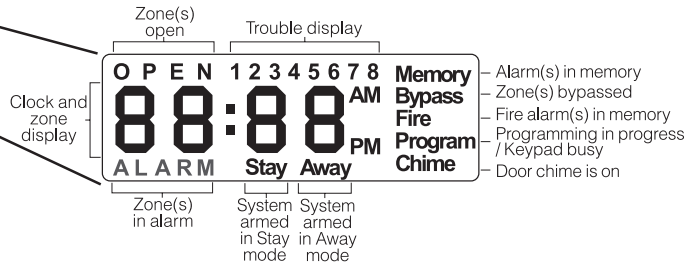 Zone(s)
open
Trouble display
O P E N 1 2 3 4 5 6 7 8
Memory
Alarm(s) in memory
Clock and
zone
display
88:88
AM
PM
Bypass
Zone(s) bypassed
Fire
Fire alarm(s) in memory
Program
Programming in progress
/ Keypad busy
Chime
Door chime is on
A L A R M Stay Away
Zone(s)
in alarm
System
armed
in Stay
mode
System
armed
in Away
mode